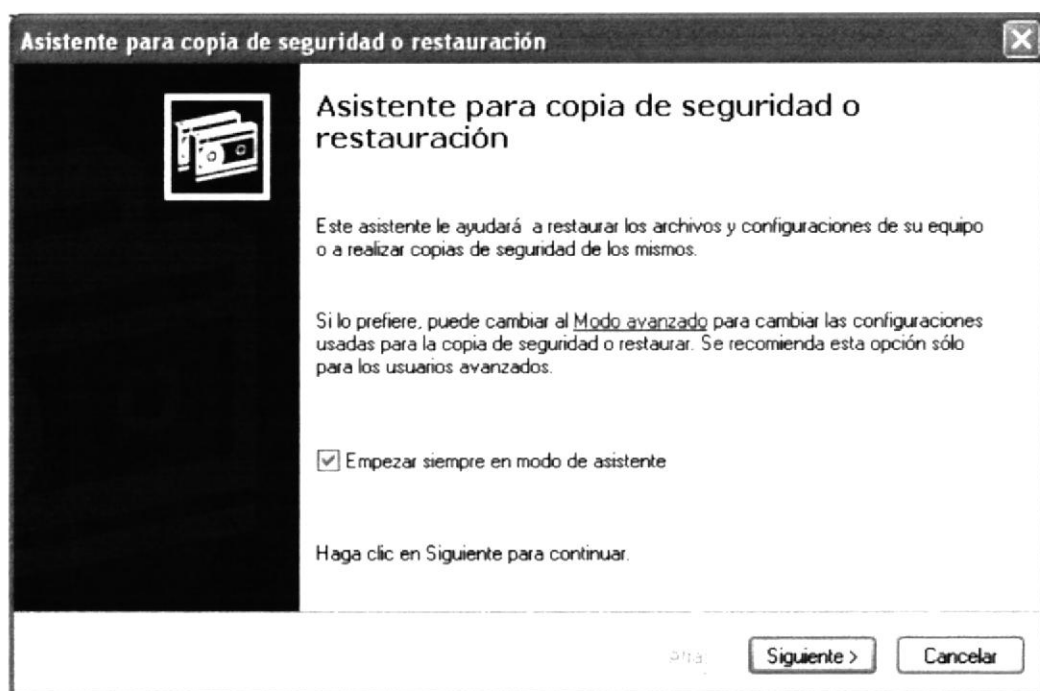 Asistente para copia de seguridad o restauración
Asistente para copia de seguridad o
restauración
Este asistente le ayudará a restaurar los archivos y configuraciones de su equipo
o a realizar copias de seguridad de los mismos.
Si lo prefiere, puede cambiar al Modo avanzado para cambiar las configuraciones
usadas para la copia de seguridad o restaurar. Se recomienda esta opción sólo
para los usuarios avanzados.
Empezar siempre en modo de asistente
Haga clic en Siguiente para continuar.
Siguiente >
Cancelar